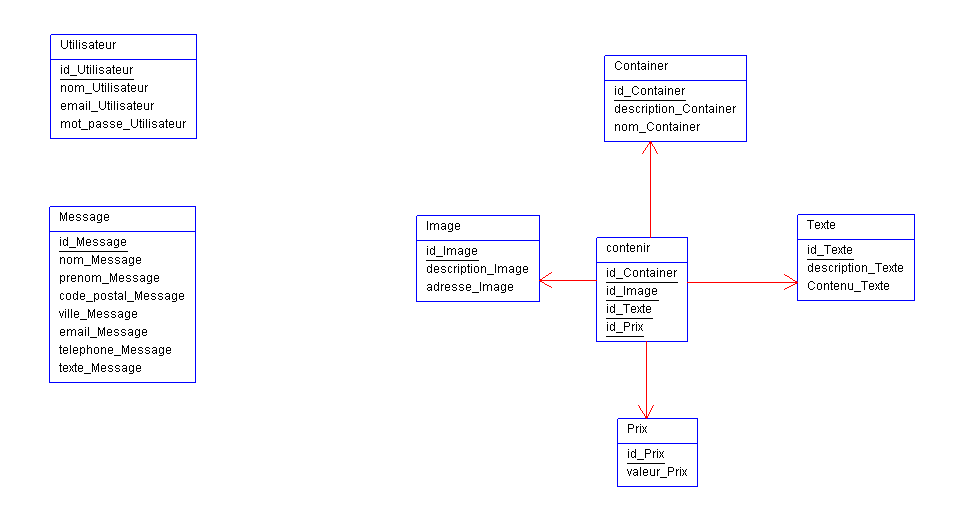 Utilisateur
id_Utilisateur
nom_Utilisateur
email_Utilisateur
mot_passe_Utilisateur
Container
id_Container
description_Container
nom_Container
Message
id_Message
nom_Message
prenom_Message
code_postal_Message
ville_Message
email_Message
telephone_Message
texte_Message
Image
id_Image
description_Image
adresse_Image
contenir
id_Container
id_Image
id_Texte
id_Prix
Texte
id_Texte
description_Texte
Contenu_Texte
Prix
id_Prix
valeur_Prix